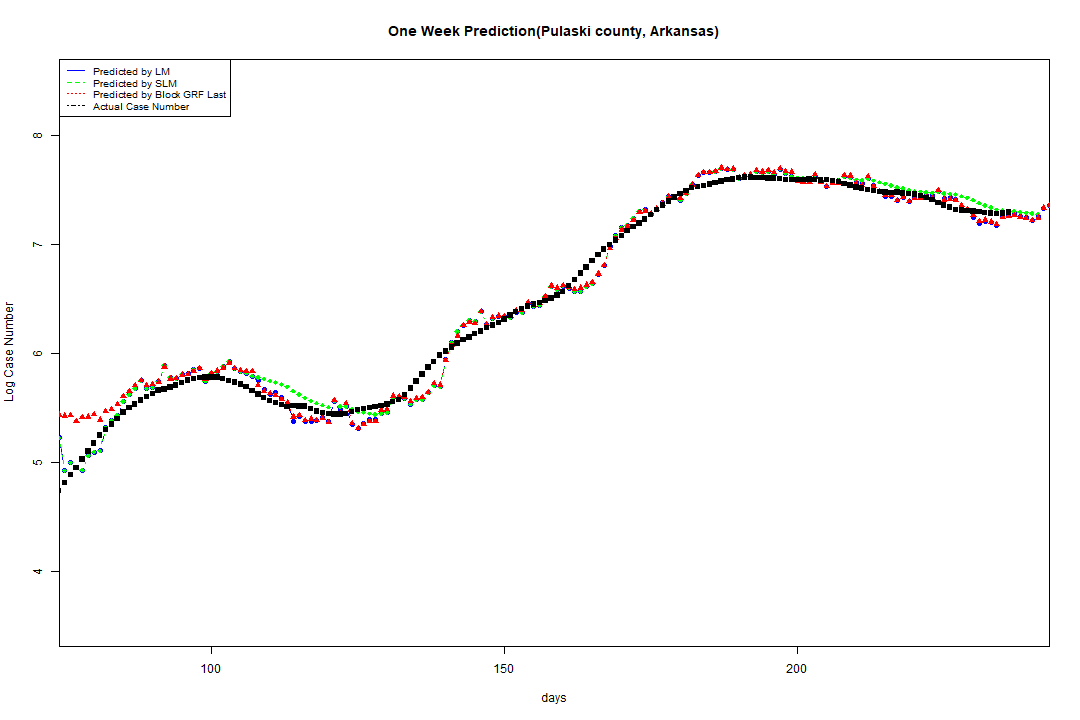 One Week Prediction(Pulaski county, Arkansas)
Predicted by LM
Predicted by SLM
Predicted by Block GRF Last
Actual Case Number
8
7
6
5
4
Log Case Number
100 150 200
days